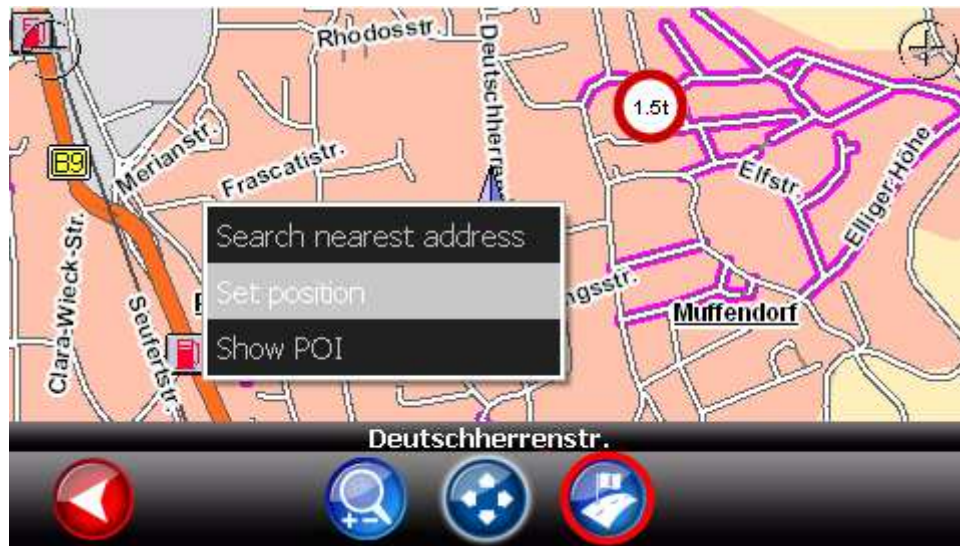 Rhodosstr.
Deutschherren
1.5t
B9
Merianstr.
Frascatistr.
Elfstr.
Elliger Höhe
Clara-Wieck-Str.
Seufertstr.
Search nearest address
Set position
Show POI
ngsstr.
Muffendorf
Deutschherrenstr.